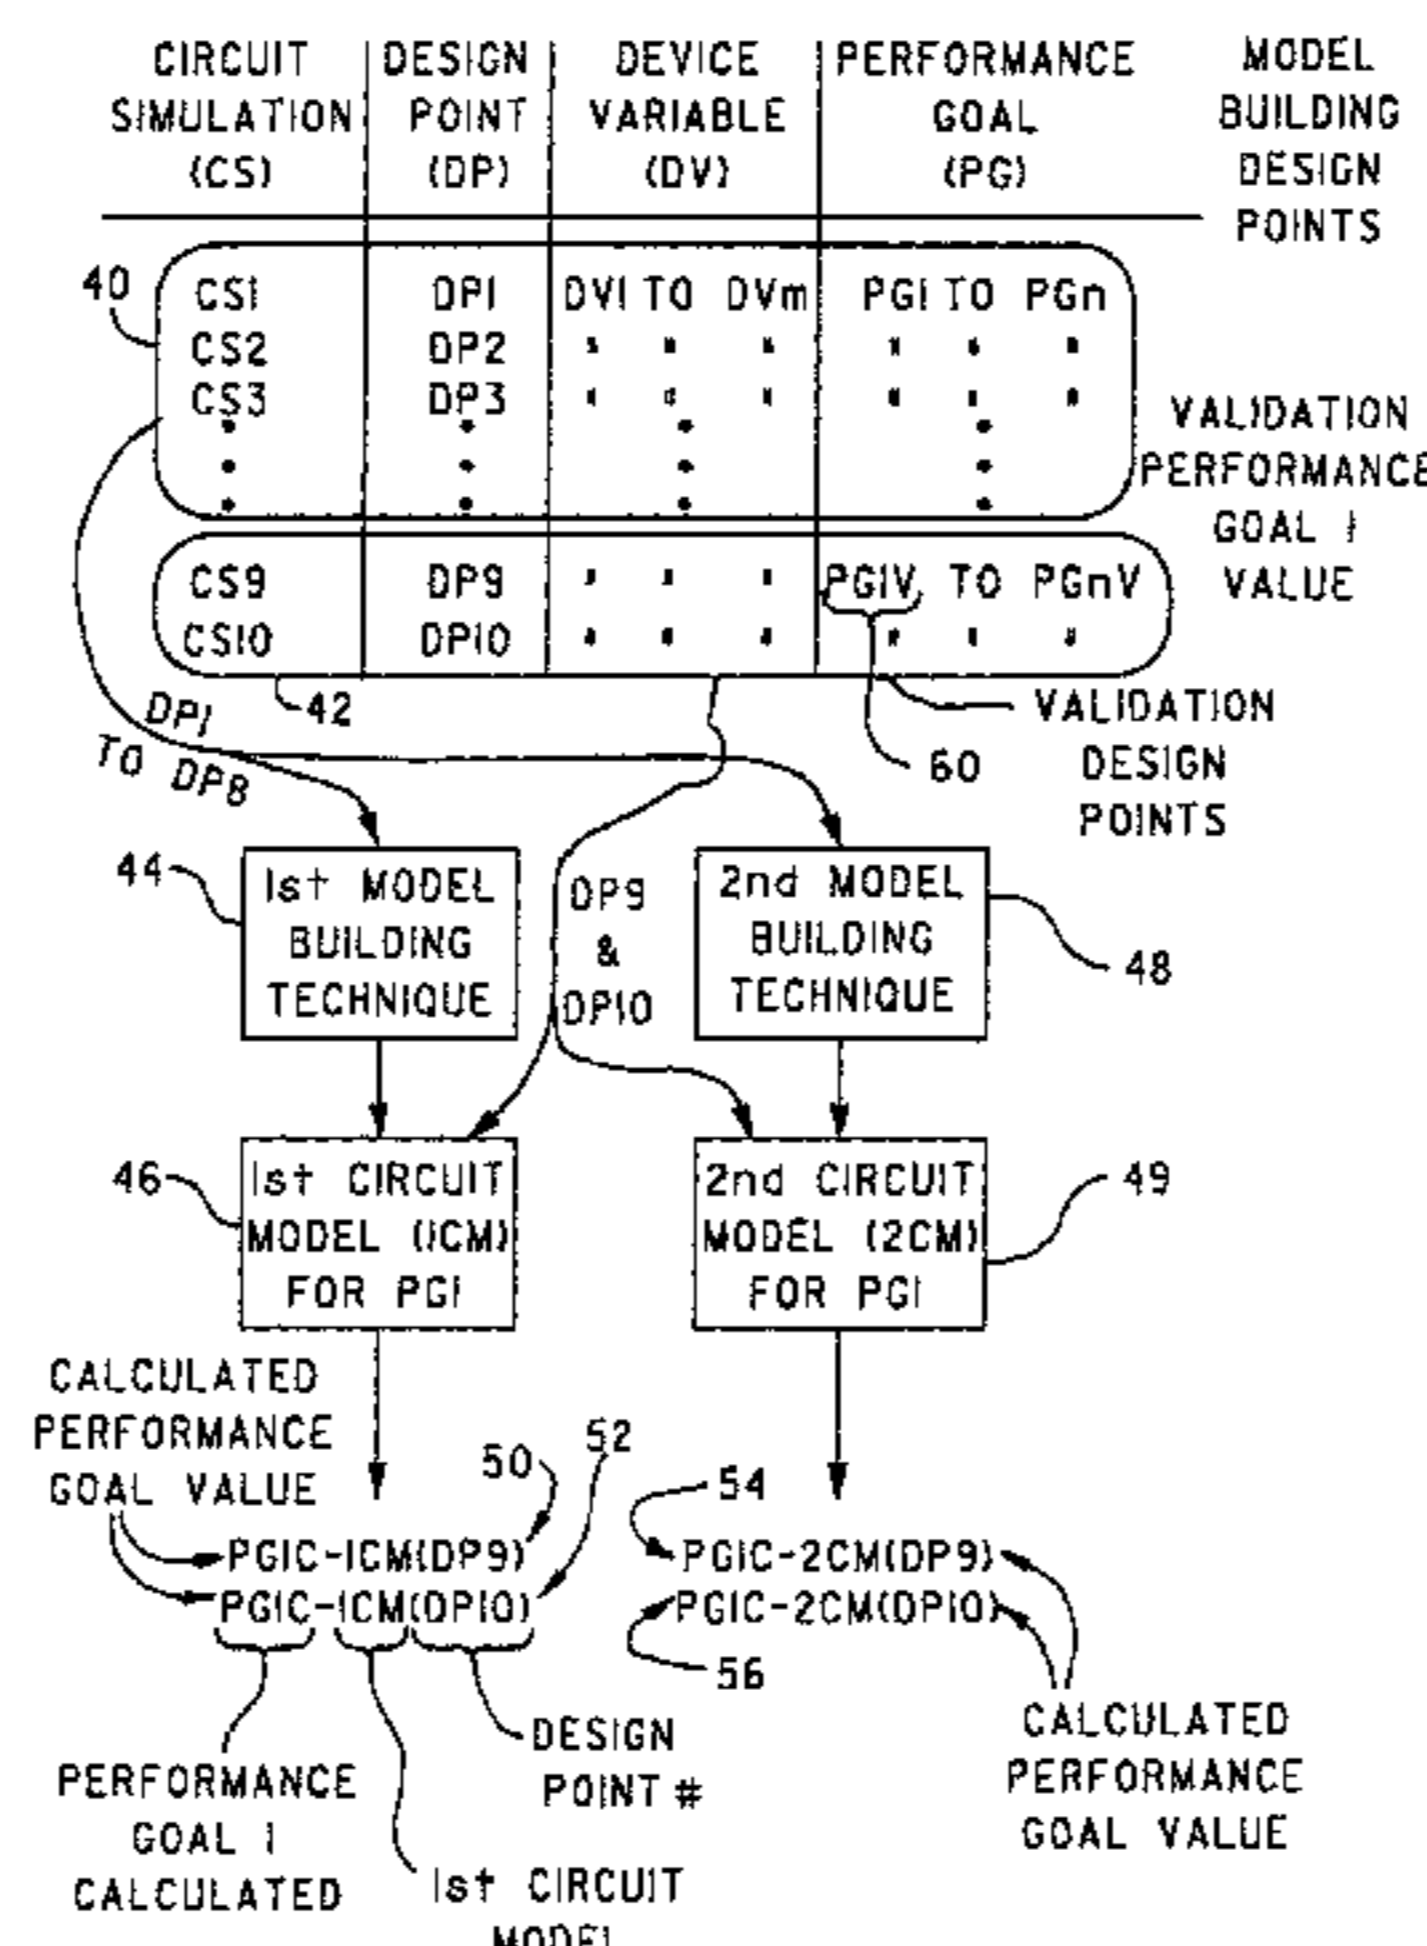 CIRCUIT SIMULATION (CS)
DESIGN POINT (DP)
DEVICE VARIABLE (DV)
PERFORMANCE GOAL (PG)
MODEL BUILDING DESIGN POINTS
40
CS1 DP1 DV1 TO DVm PG1 TO PGn
CS2 DP2 " " " " " "
CS3 DP3 " " " " " "
VALIDATION PERFORMANCE GOAL 1 VALUE
CS9 DP9 " " " PG1V TO PGnV
CS10 DP10 " " " " " "
42
60
VALIDATION DESIGN POINTS
DP1 TO DP8
44
1st MODEL BUILDING TECHNIQUE
DP9 & DP10
2nd MODEL BUILDING TECHNIQUE
48
46
1st CIRCUIT MODEL (1CM) FOR PG1
2nd CIRCUIT MODEL (2CM) FOR PG1
49
CALCULATED PERFORMANCE GOAL VALUE
50
52
54
PG1C-1CM(DP9)
PG1C-2CM(DP9)
PG1C-1CM(DP10)
PG1C-2CM(DP10)
56
DESIGN POINT #
PERFORMANCE GOAL 1 CALCULATED
1st CIRCUIT MODEL
CALCULATED PERFORMANCE GOAL VALUE